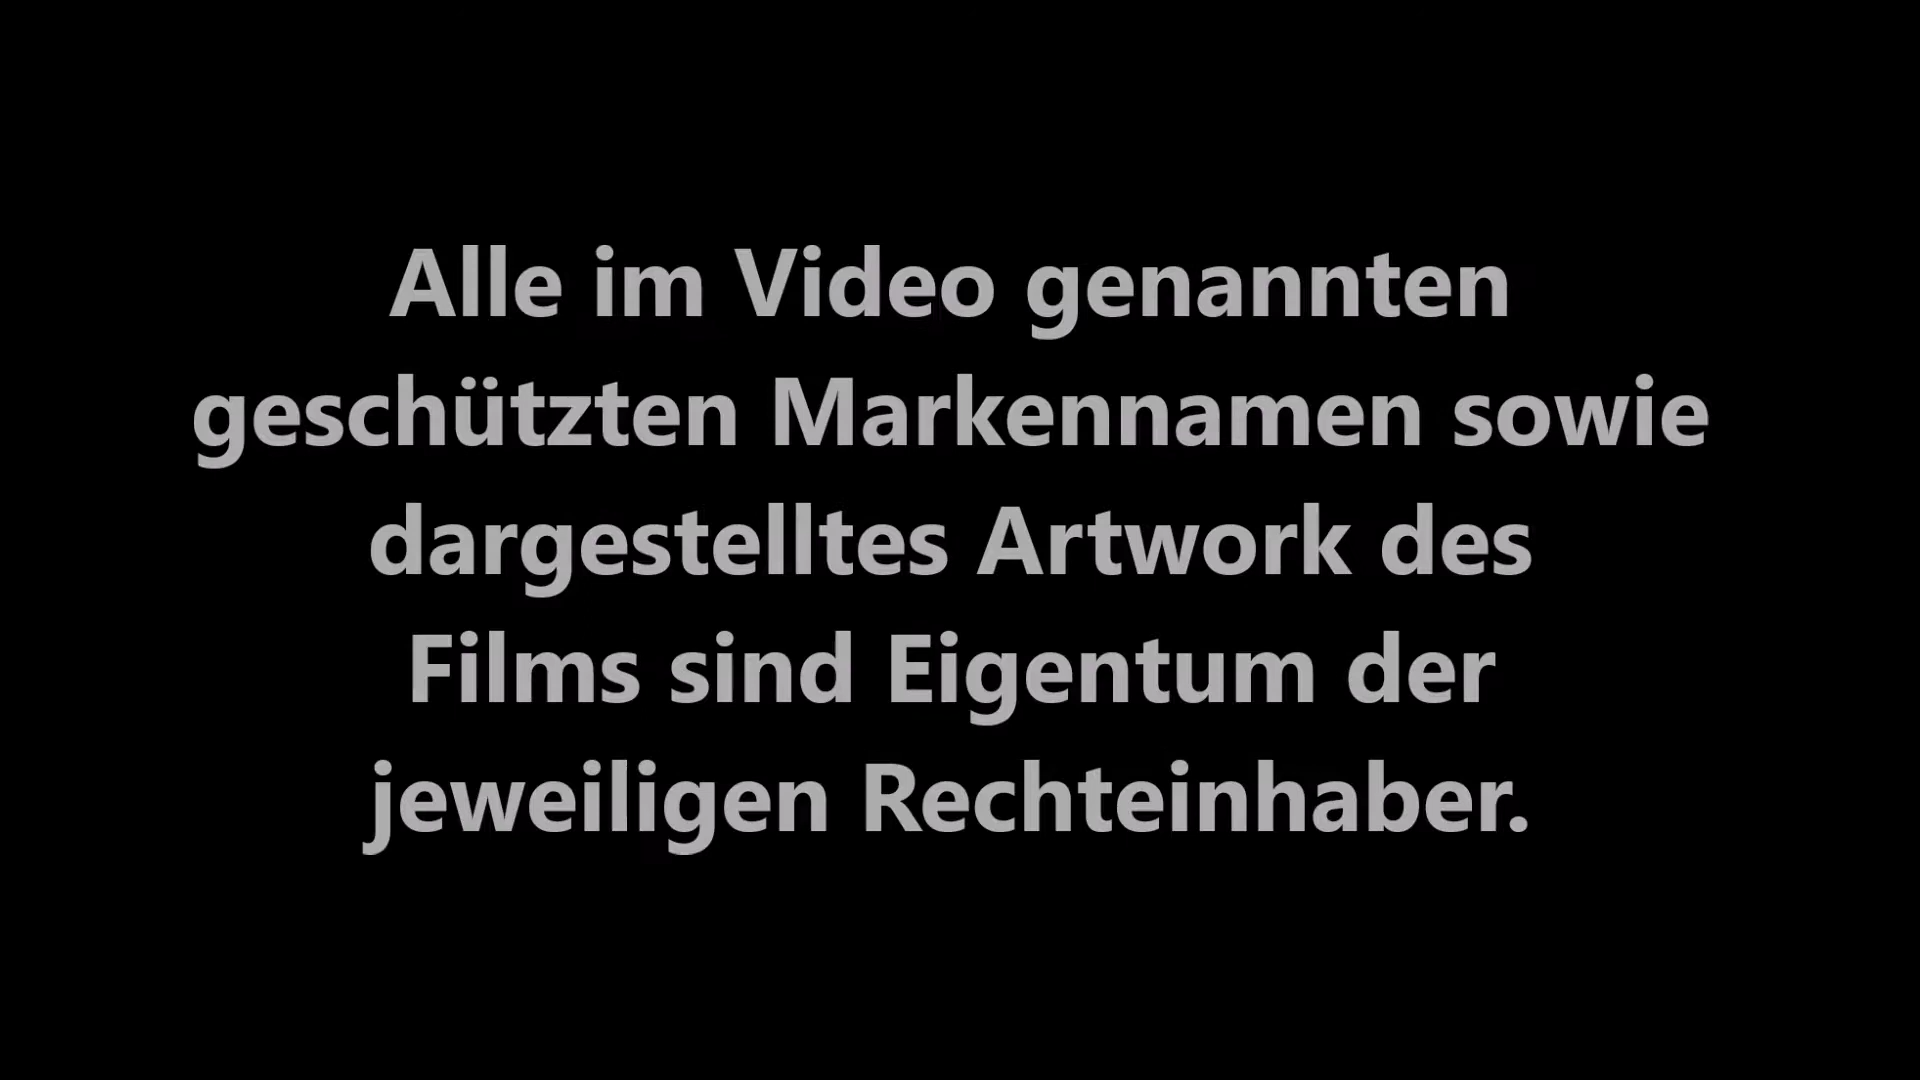 Alle im Video genannten
geschützten Markennamen sowie
dargestelltes Artwork des
Films sind Eigentum der
jeweiligen Rechteinhaber.